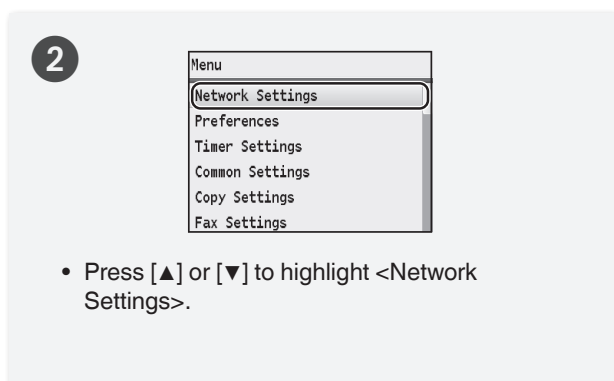 2
Menu
Network Settings
Preferences
Timer Settings
Common Settings
Copy Settings
Fax Settings
• Press [▲] or [▼] to highlight <Network
Settings>.